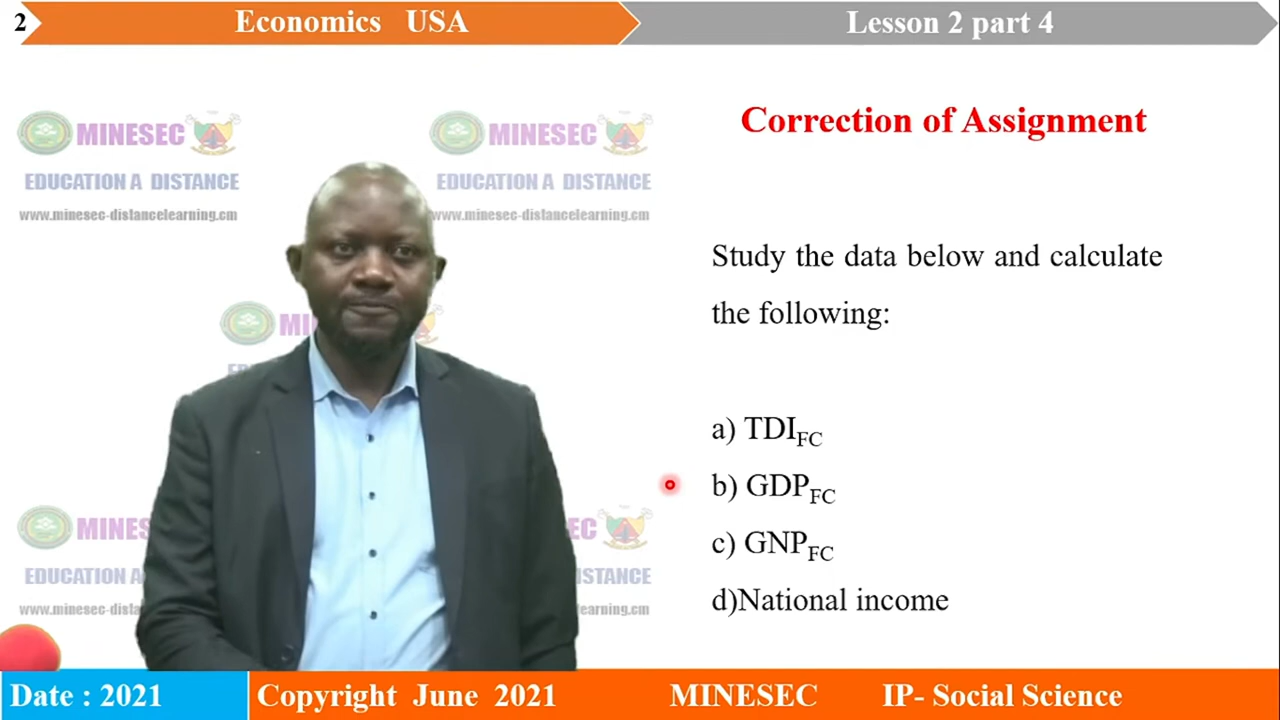 2
Economics USA
Lesson 2 part 4
MINESEC
EDUCATION A DISTANCE
www.minesec-distancelearning.cm
MINESEC
EDUCATION A DISTANCE
www.minesec-distancelearning.cm
Correction of Assignment
Study the data below and calculate
the following:
a) TDIFC
b) GDPFC
c) GNPFC
d)National income
Date : 2021
Copyright June 2021
MINESEC
IP- Social Science